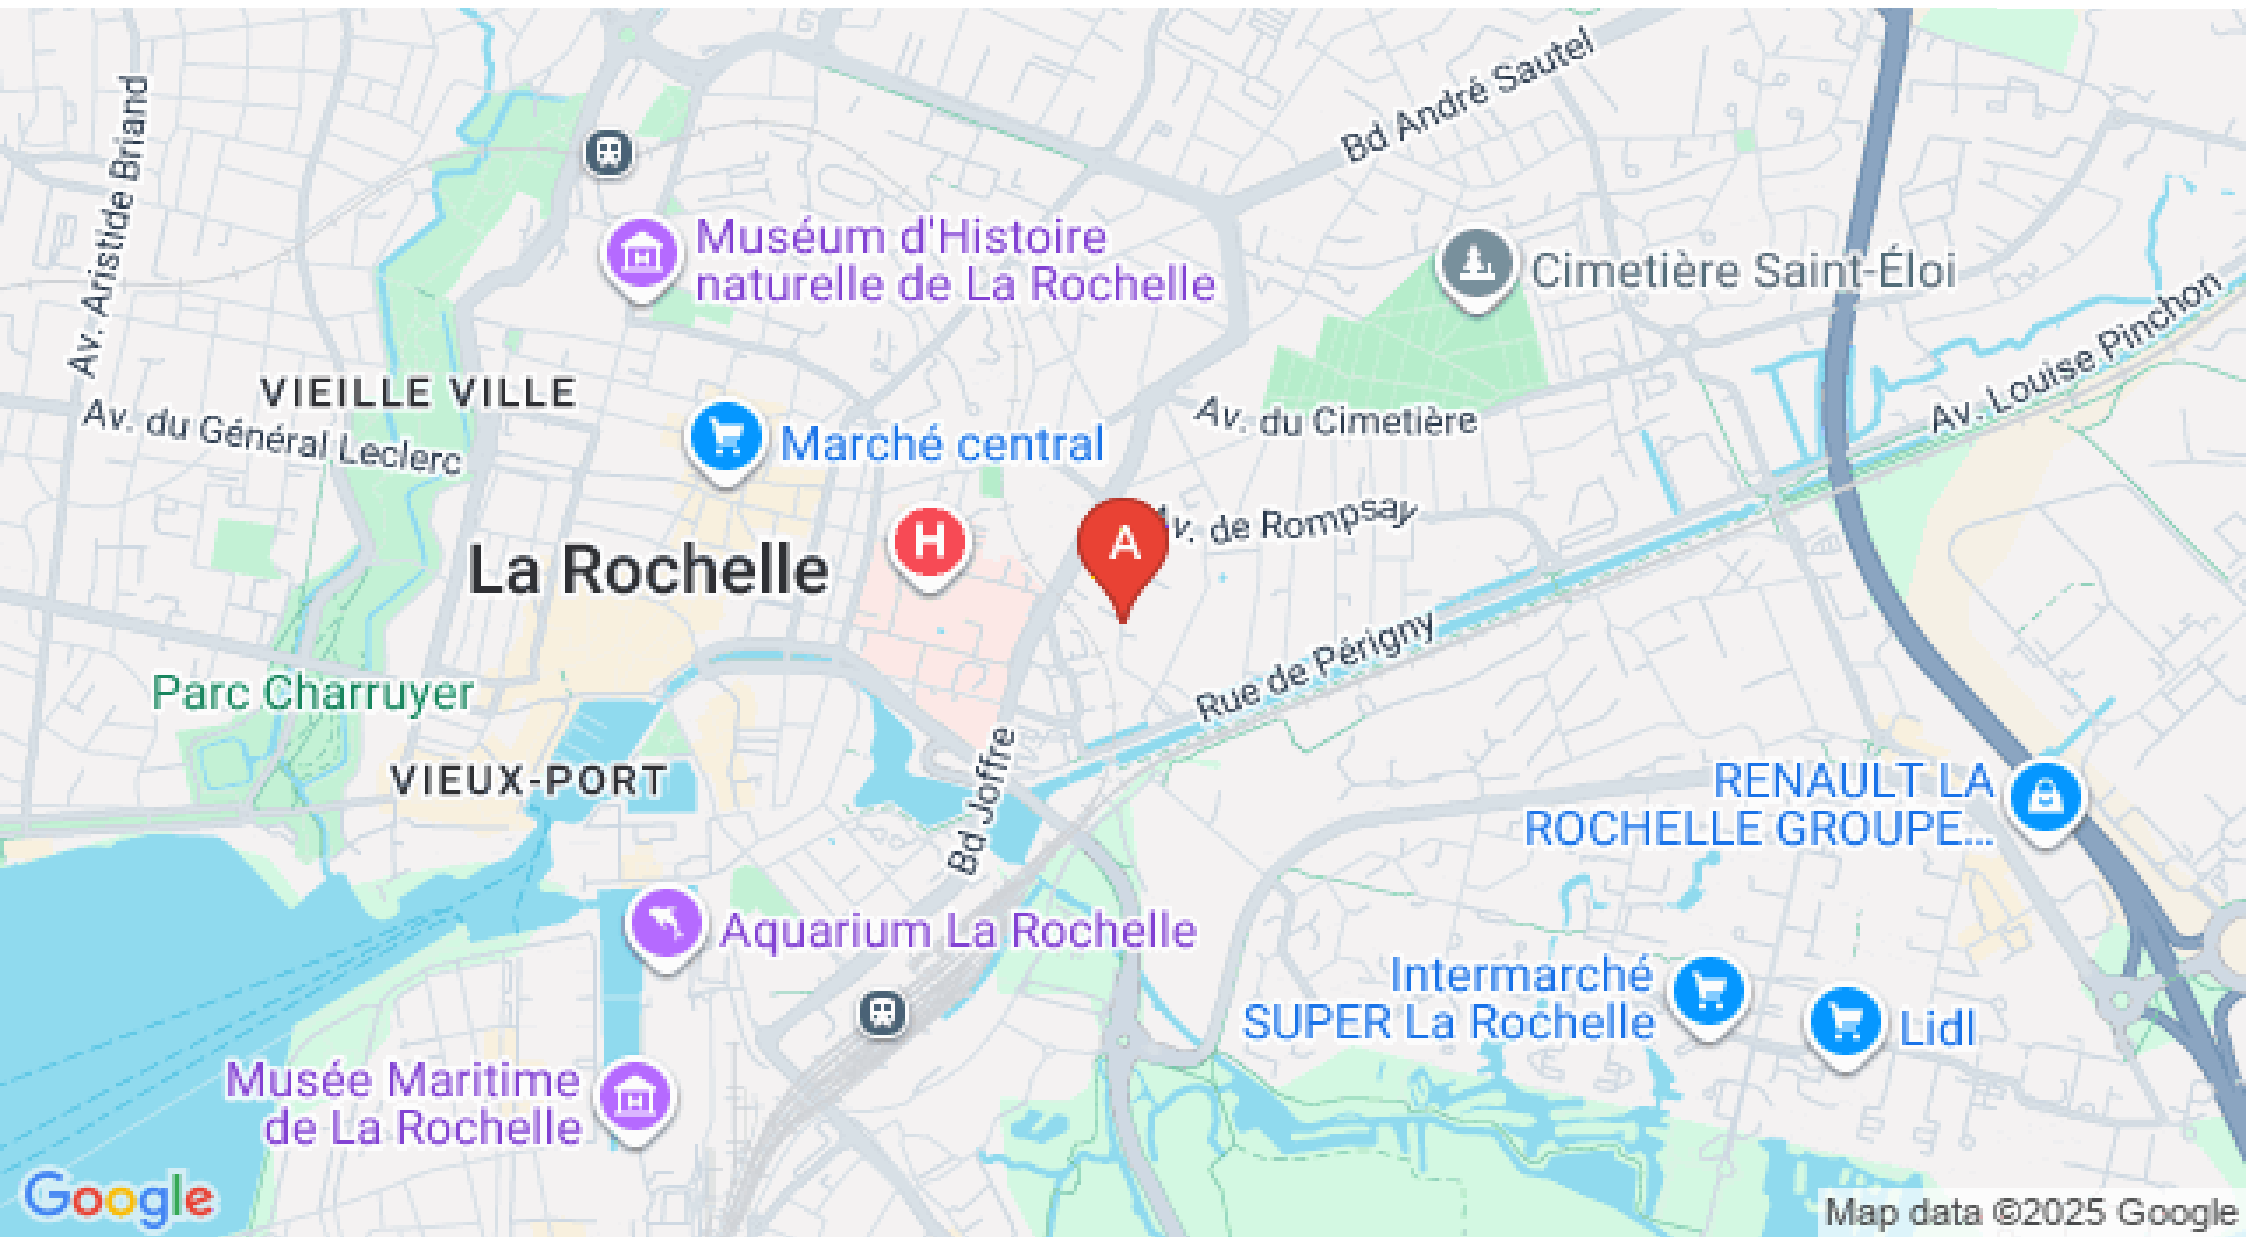 Bd André Sautel
Av. Aristide Briand
Muséum d'Histoire
naturelle de La Rochelle
Cimetière Saint-Éloi
Av. Louise Pinchon
VIEILLE VILLE
Av. du Général Leclerc
Marché central
Av. du Cimetière
H
A
Av. de Rompsay
La Rochelle
Rue de Périgny
Parc Charruyer
VIEUX-PORT
Bd Joffre
RENAULT LA
ROCHELLE GROUPE...
Aquarium La Rochelle
Intermarché
SUPER La Rochelle
Lidl
Musée Maritime
de La Rochelle
Google
Map data ©2025 Google